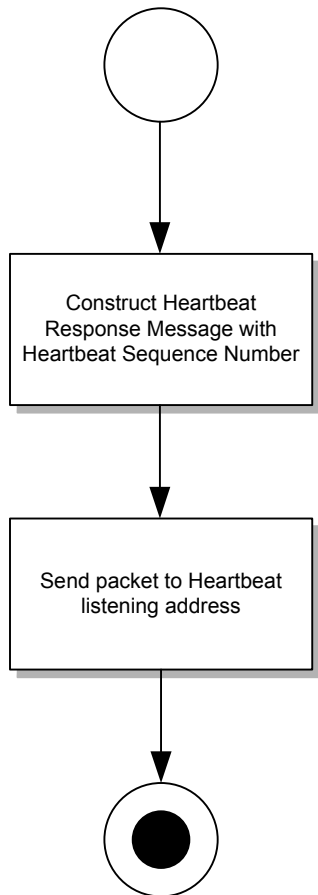 Construct Heartbeat
Response Message with
Heartbeat Sequence Number
Send packet to Heartbeat
listening address